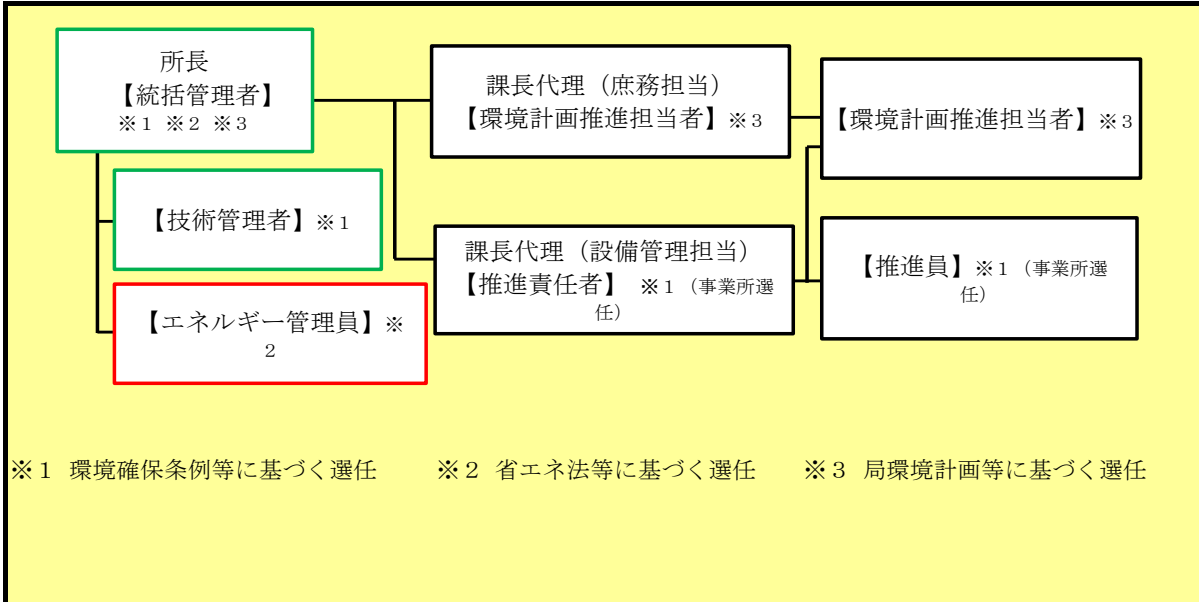 所長
【統括管理者】
※１ ※２ ※３
【技術管理者】※１
【エネルギー管理員】※
２
課長代理（庶務担当）
【環境計画推進担当者】※３
課長代理（設備管理担当）
【推進責任者】 ※１（事業所選
任）
【環境計画推進担当者】※３
【推進員】※１（事業所選
任）
※１ 環境確保条例等に基づく選任 ※２ 省エネ法等に基づく選任 ※３ 局環境計画等に基づく選任